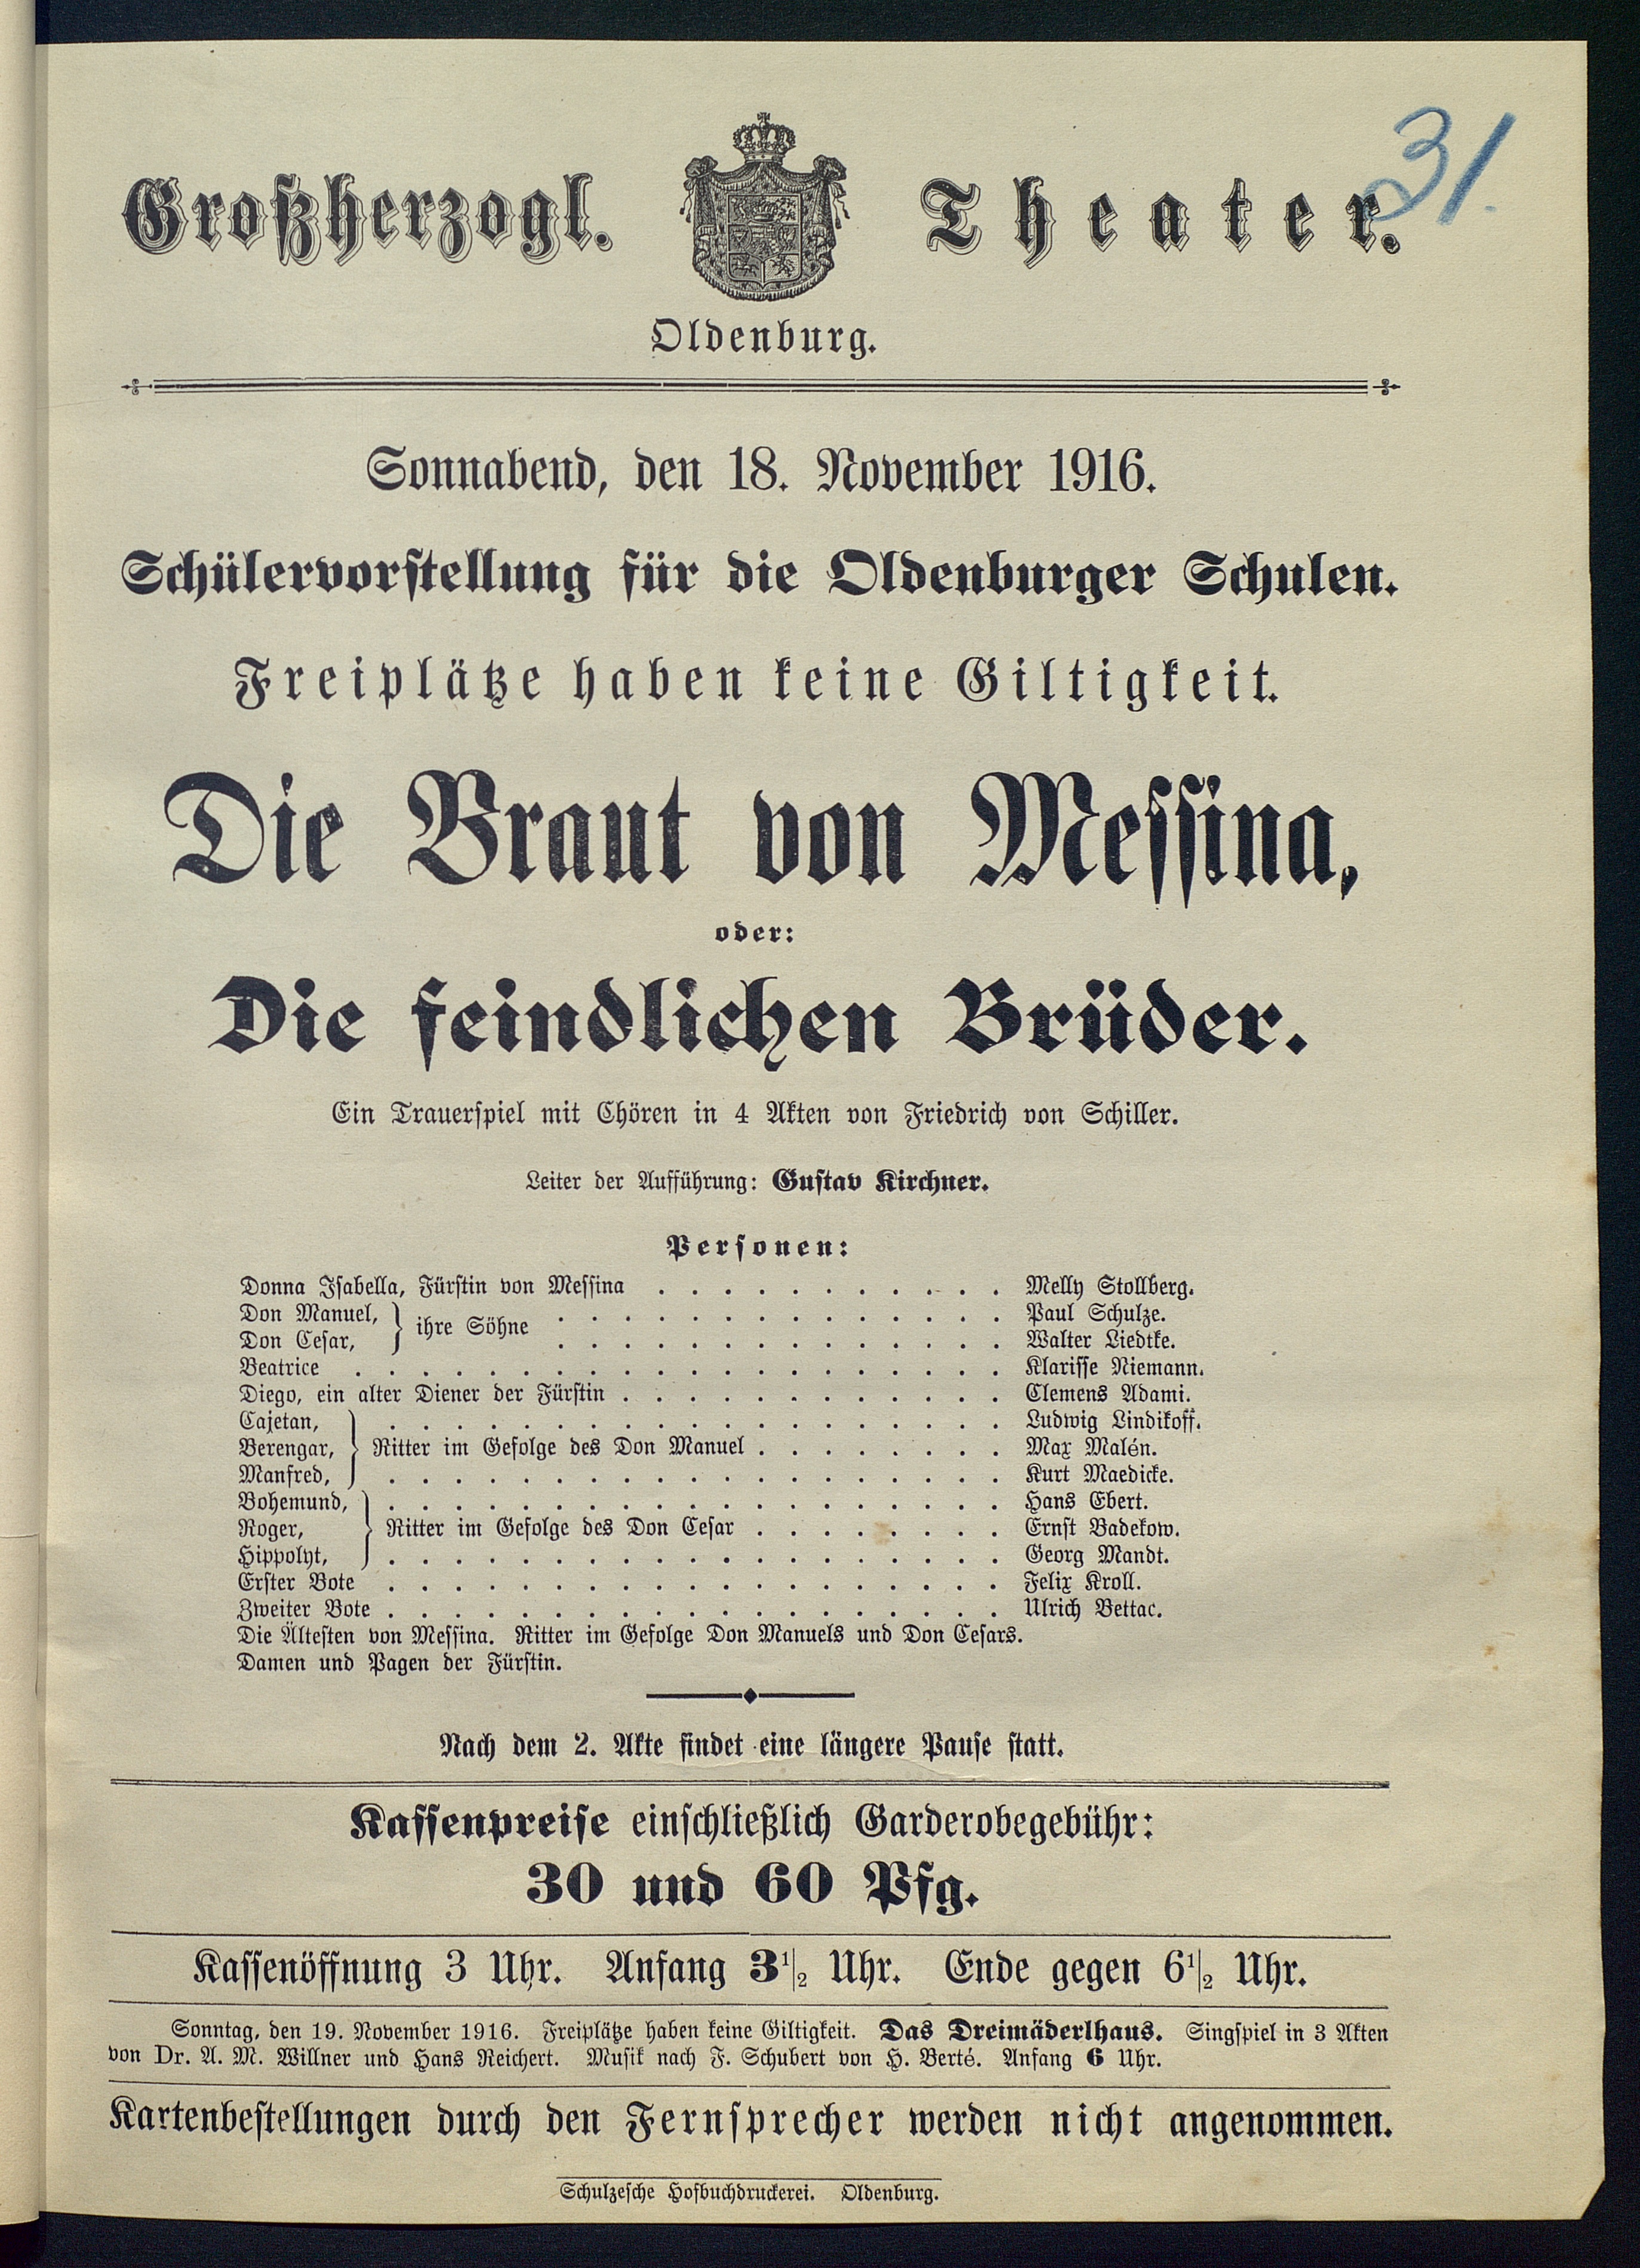 31.
Großherzogl. Theater.
Oldenburg.
Sonnabend, den 18. November 1916.
Schülervorstellung für die Oldenburger Schulen.
Freiplätze haben keine Giltigkeit.
Die Braut von Messina,
oder:
Die feindlichen Brüder.
Ein Trauerspiel mit Chören in 4 Akten von Friedrich von Schiller.
Leiter der Aufführung: Gustav Kirchner.
Personen:
Donna Isabella, Fürstin von Messina . . . . . . . . . . . Melly Stollberg.
Don Manuel, } ihre Söhne . . . . . . . . . . . . . . Paul Schulze.
Don Cesar, . . . . . . . . . . . . . . Walter Liedtke.
Beatrice . . . . . . . . . . . . . . . . . . . . Klarisse Niemann.
Diego, ein alter Diener der Fürstin . . . . . . . . . . . . Clemens Adami.
Cajetan, . . . . . . . . . . . . . . . . . . . Ludwig Lindikoff.
Berengar, } Ritter im Gefolge des Don Manuel . . . . . . . . Max Malén.
Manfred, . . . . . . . . . . . . . . . . . . . Kurt Maedicke.
Bohemund, . . . . . . . . . . . . . . . . . . . Hans Ebert.
Roger, } Ritter im Gefolge des Don Cesar . . . . . . . . Ernst Badekow.
Hippolyt, . . . . . . . . . . . . . . . . . . . Georg Mandt.
Erster Bote . . . . . . . . . . . . . . . . . . . Felix Kroll.
Zweiter Bote . . . . . . . . . . . . . . . . . . . Ulrich Bettac.
Die Ältesten von Messina. Ritter im Gefolge Don Manuels und Don Cesars.
Damen und Pagen der Fürstin.
Nach dem 2. Akte findet eine längere Pause statt.
Kassenpreise einschließlich Garderobegebühr:
30 und 60 Pfg.
Kassenöffnung 3 Uhr. Anfang 3 1/2 Uhr. Ende gegen 6 1/2 Uhr.
Sonntag, den 19. November 1916. Freiplätze haben keine Giltigkeit. Das Dreimäderlhaus. Singspiel in 3 Akten
von Dr. A. M. Willner und Hans Reichert. Musik nach F. Schubert von H. Berté. Anfang 6 Uhr.
Kartenbestellungen durch den Fernsprecher werden nicht angenommen.
Schulzesche Hofbuchdruckerei. Oldenburg.